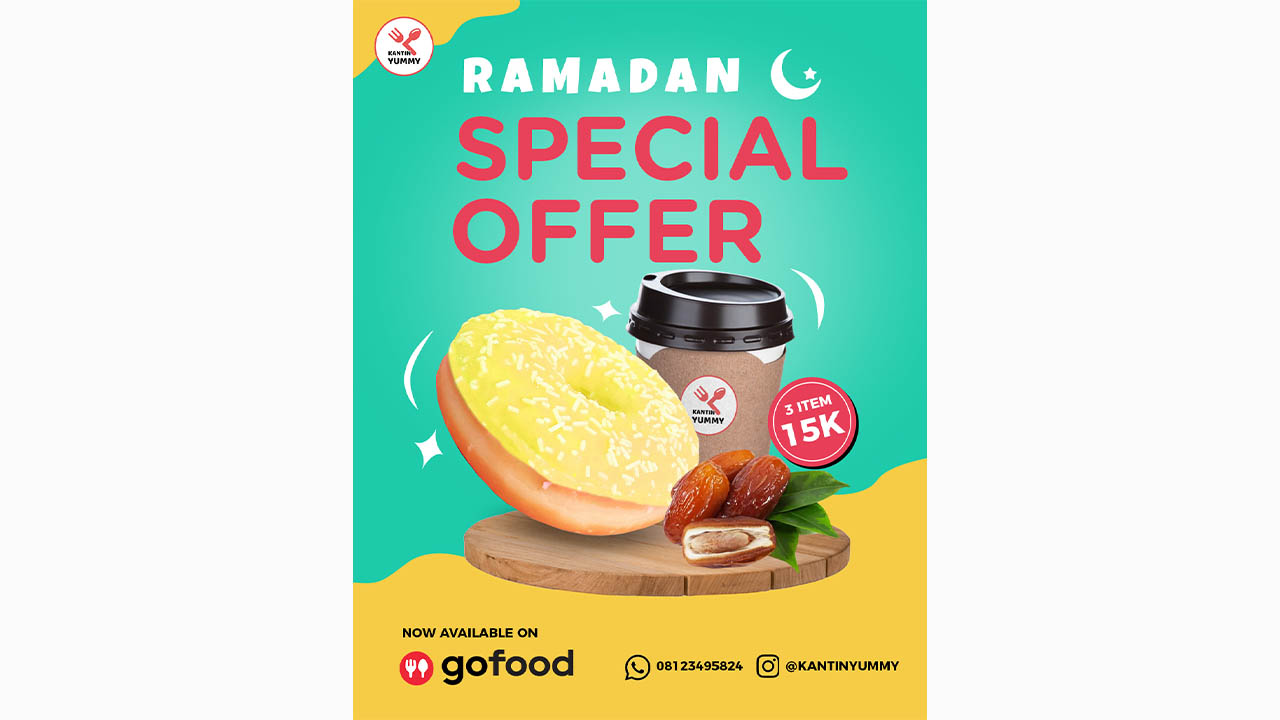 KANTIN
YUMMY
RAMADAN
SPECIAL
OFFER
KANTIN
YUMMY
3 ITEM
15K
NOW AVAILABLE ON
gofood
08123495824
@KANTINYUMMY